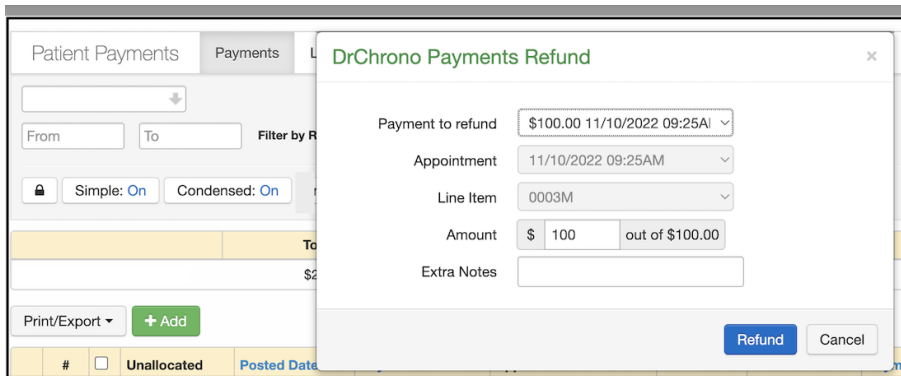 Patient Payments
Payments
DrChrono Payments Refund
×
From
To
Filter by R
Simple: On
Condensed: On
Payment to refund
$100.00 11/10/2022 09:25A
Appointment
11/10/2022 09:25AM
Line Item
0003M
Amount
$ 100 out of $100.00
Extra Notes
To
$2
Print/Export
+ Add
Refund
Cancel
#
Unallocated
Posted Date